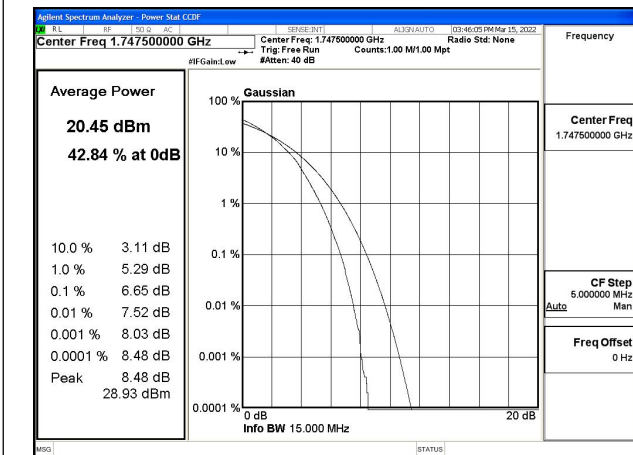 Agilent Spectrum Analyzer - Power Stat CCDF
RL RF 50 Ω AC SENSE:INT ALIGN AUTO 03:46:05 PM Mar 15, 2022
Center Freq 1.747500000 GHz
Center Freq: 1.747500000 GHz Radio Std: None
Trig: Free Run Counts:1.00 M/1.00 Mpt
#IFGain:Low #Atten: 40 dB
Frequency
Average Power
20.45 dBm
42.84 % at 0dB
10.0 % 3.11 dB
1.0 % 5.29 dB
0.1 % 6.65 dB
0.01 % 7.52 dB
0.001 % 8.03 dB
0.0001 % 8.48 dB
Peak 8.48 dB
28.93 dBm
Gaussian
100 %
10 %
1 %
0.1 %
0.01 %
0.001 %
0.0001 %
0 dB 20 dB
Info BW 15.000 MHz
Center Freq
1.747500000 GHz
CF Step
5.000000 MHz
Auto Man
Freq Offset
0 Hz
MSG STATUS